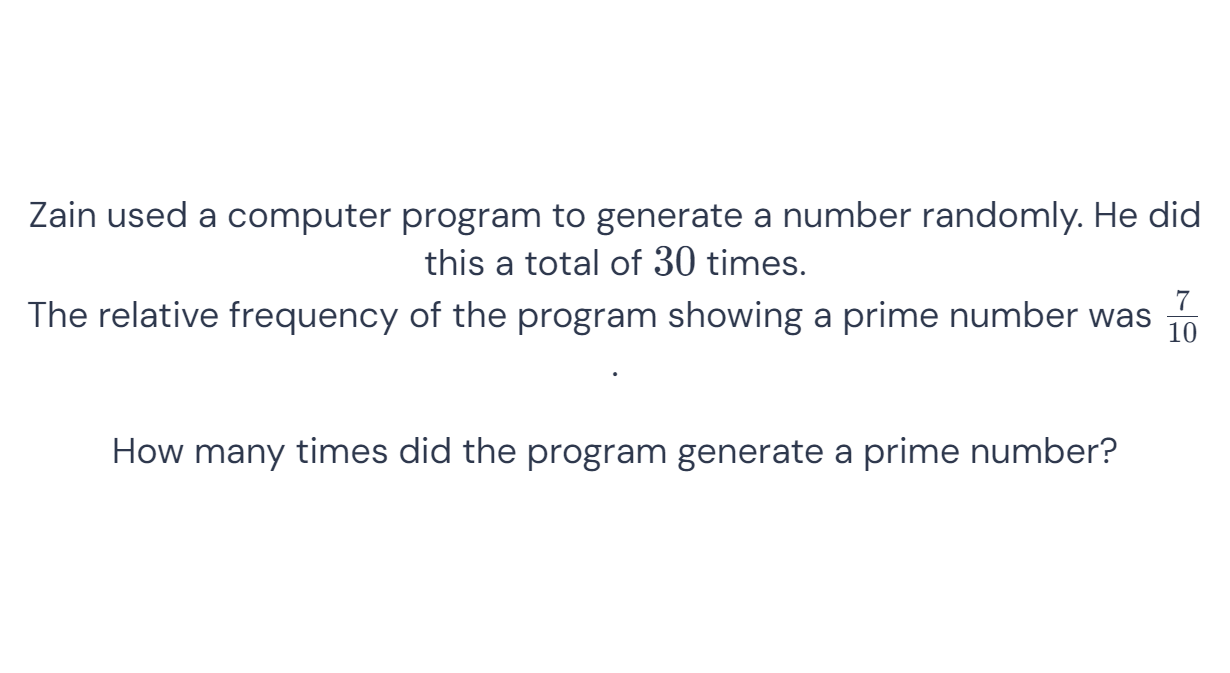 Zain used a computer program to generate a number randomly. He did
this a total of 30 times.
The relative frequency of the program showing a prime number was 7/10
.
How many times did the program generate a prime number?